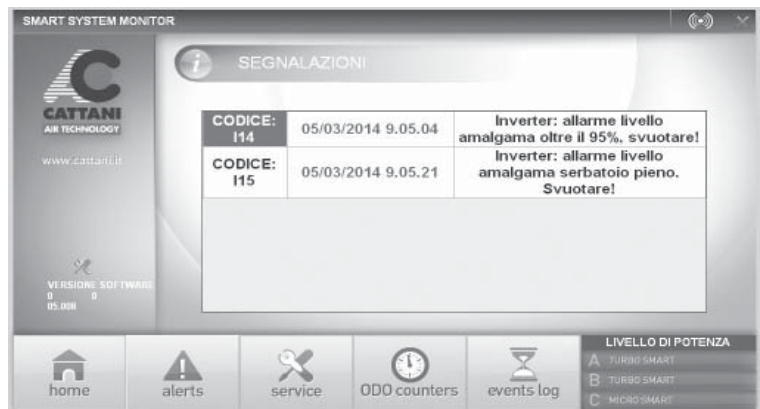 SMART SYSTEM MONITOR
SEGNALAZIONI
CATTANI
AIR TECHNOLOGY
www.cattani.it
CODICE:
I14
05/03/2014 9.05.04
Inverter: allarme livello
amalgama oltre il 95%, svuotare!
CODICE:
I15
05/03/2014 9.05.21
Inverter: allarme livello
amalgama serbatoio pieno.
Svuotare!
VERSIONE SOFTWARE
0 0
05.008
home
alerts
service
ODO counters
events log
LIVELLO DI POTENZA
A TURBO SMART
B TURBO SMART
C MICRO SMART